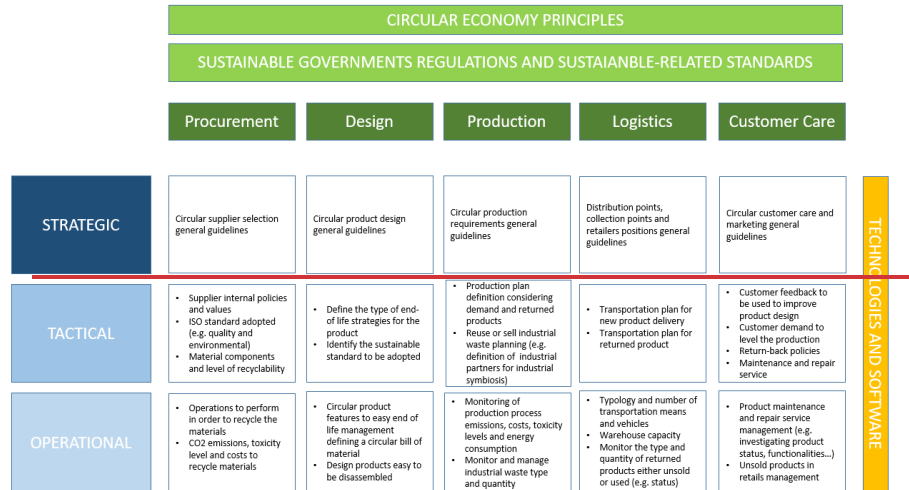 CIRCULAR ECONOMY PRINCIPLES
SUSTAINABLE GOVERNMENTS REGULATIONS AND SUSTAIANBLE-RELATED STANDARDS
Procurement
Design
Production
Logistics
Customer Care
STRATEGIC
Circular supplier selection
general guidelines
Circular product design
general guidelines
Circular production
requirements general
guidelines
Distribution points,
collection points and
retailers positions general
guidelines
Circular customer care and
marketing general
guidelines
TECHNOLOGIES AND SOFTWARE
TACTICAL
• Supplier internal policies
and values
• ISO standard adopted
(e.g. quality and
environmental)
• Material components
and level of recyclability
• Define the type of end-
of life strategies for the
product
• Identify the sustainable
standard to be adopted
• Production plan
definition considering
demand and returned
products
• Reuse or sell industrial
waste planning (e.g.
definition of industrial
partners for industrial
symbiosis)
• Transportation plan for
new product delivery
• Transportation plan for
returned product
• Customer feedback to
be used to improve
product design
• Customer demand to
level the production
• Return-back policies
• Maintenance and repair
service
OPERATIONAL
• Operations to perform
in order to recycle the
materials
• CO2 emissions, toxicity
level and costs to
recycle materials
• Circular product
features to easy end of
life management
defining a circular bill of
material
• Design products easy to
be disassembled
• Monitoring of
production process
emissions, costs, toxicity
levels and energy
consumption
• Monitor and manage
industrial waste type
and quantity
• Typology and number of
transportation means
and vehicles
• Warehouse capacity
• Monitor the type and
quantity of returned
products either unsold
or used (e.g. status)
• Product maintenance
and repair service
management (e.g.
investigating product
status, functionalities...)
• Unsold products in
retails management